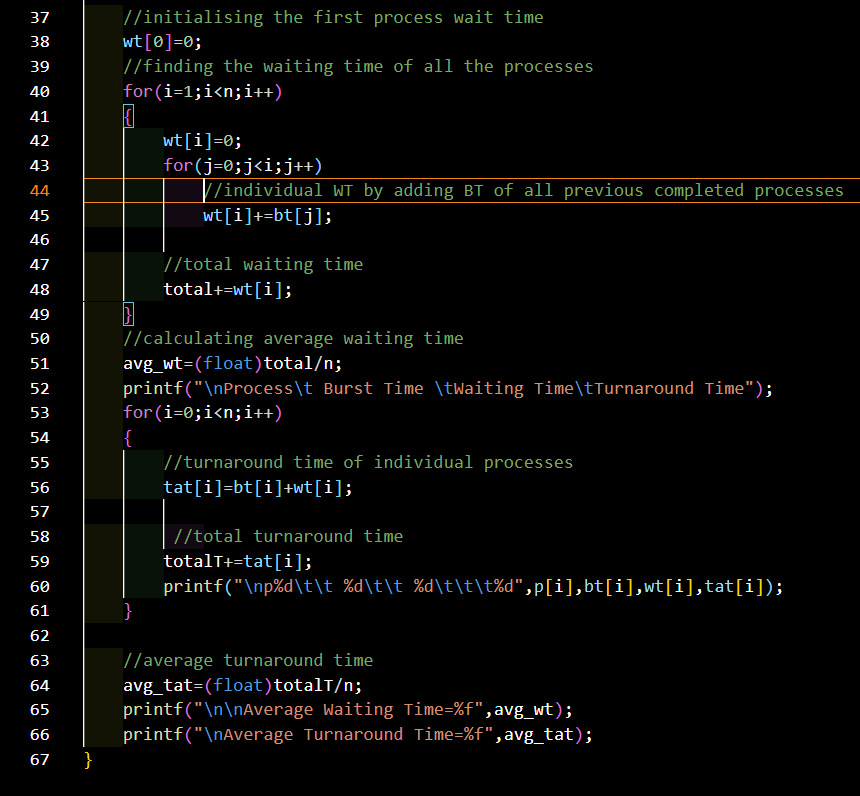 37 //initialising the first process wait time
38 wt[0]=0;
39 //finding the waiting time of all the processes
40 for(i=1;i<n;i++)
41 {
42 wt[i]=0;
43 for(j=0;j<i;j++)
44 //individual WT by adding BT of all previous completed processes
45 wt[i]+=bt[j];
46
47 //total waiting time
48 total+=wt[i];
49 }
50 //calculating average waiting time
51 avg_wt=(float)total/n;
52 printf("\nProcess\t Burst Time \tWaiting Time\tTurnaround Time");
53 for(i=0;i<n;i++)
54 {
55 //turnaround time of individual processes
56 tat[i]=bt[i]+wt[i];
57
58 //total turnaround time
59 totalT+=tat[i];
60 printf("\np%d\t\t %d\t\t %d\t\t\t%d",p[i],bt[i],wt[i],tat[i]);
61 }
62
63 //average turnaround time
64 avg_tat=(float)totalT/n;
65 printf("\n\nAverage Waiting Time=%f",avg_wt);
66 printf("\nAverage Turnaround Time=%f",avg_tat);
67 }